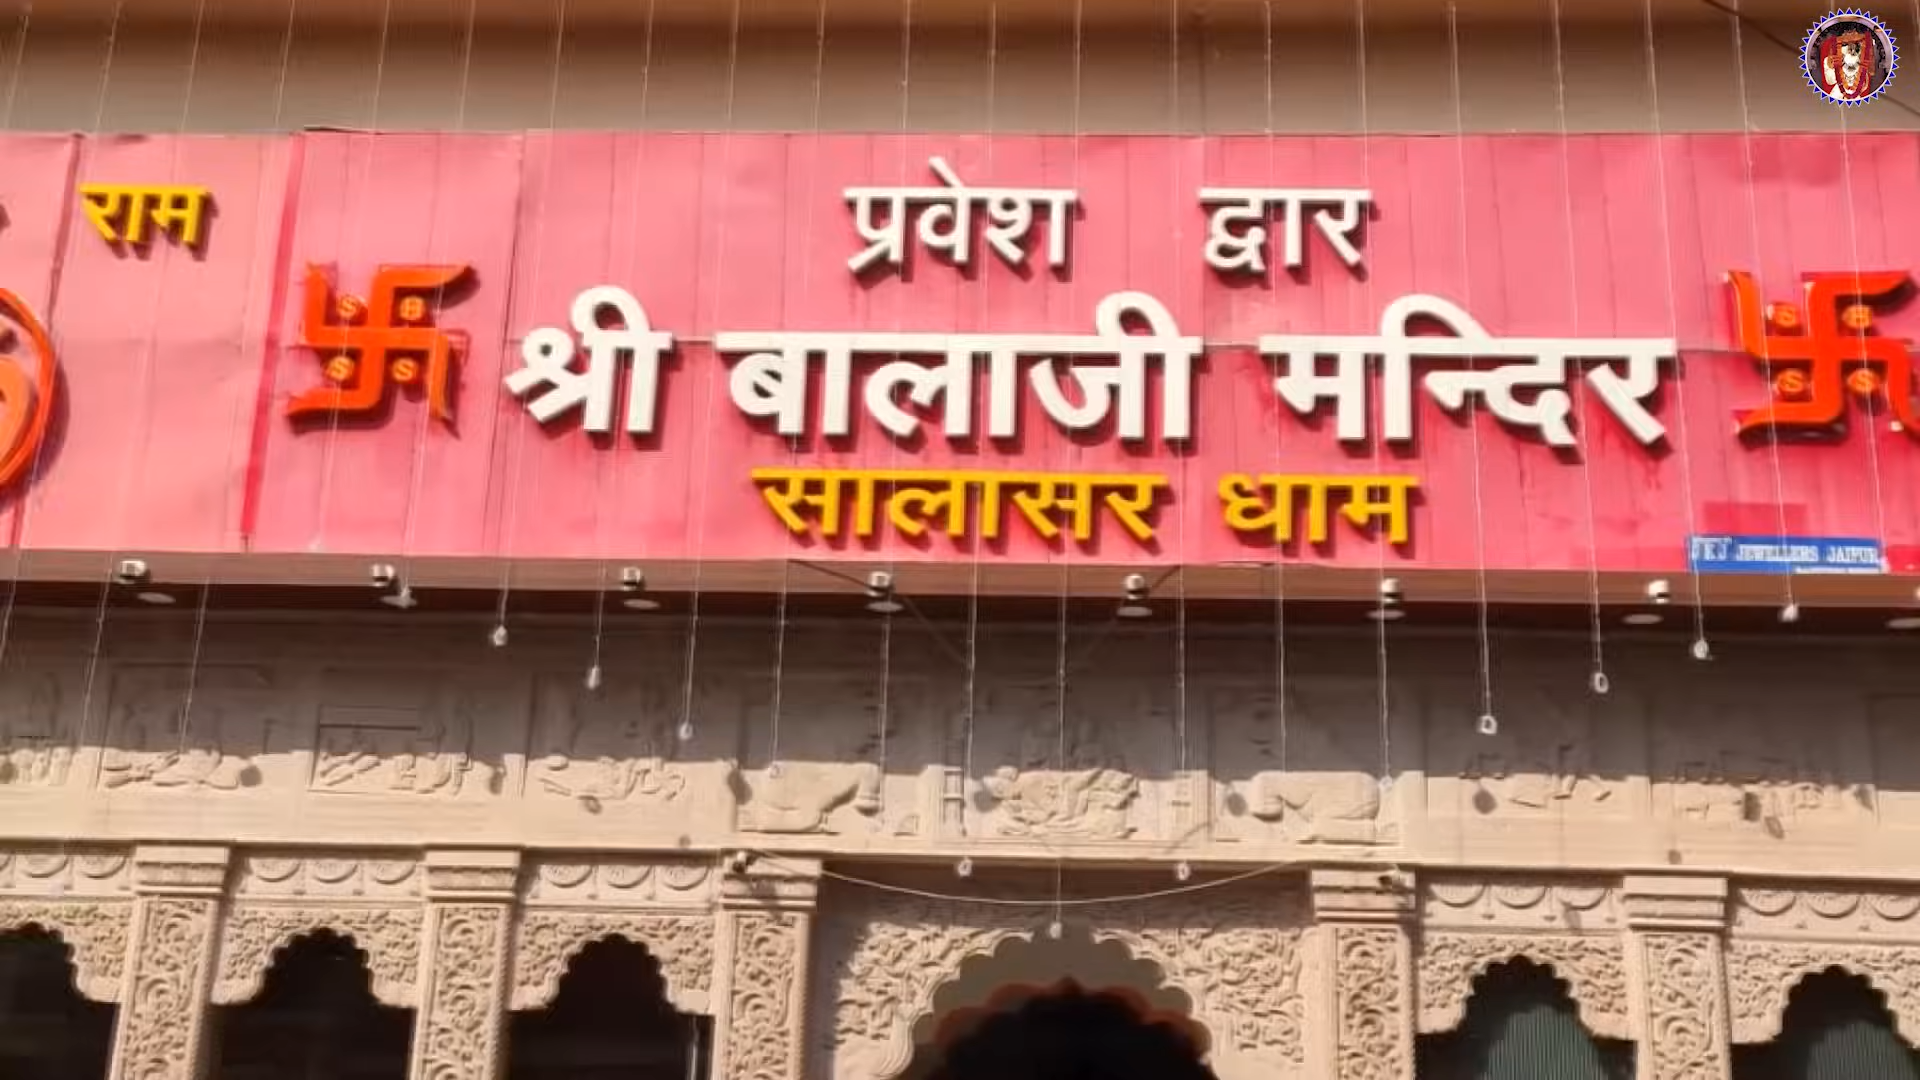 राम
प्रवेश द्वार
श्री बालाजी मन्दिर
सालासर धाम
JKJ JEWELLERS JAIPUR